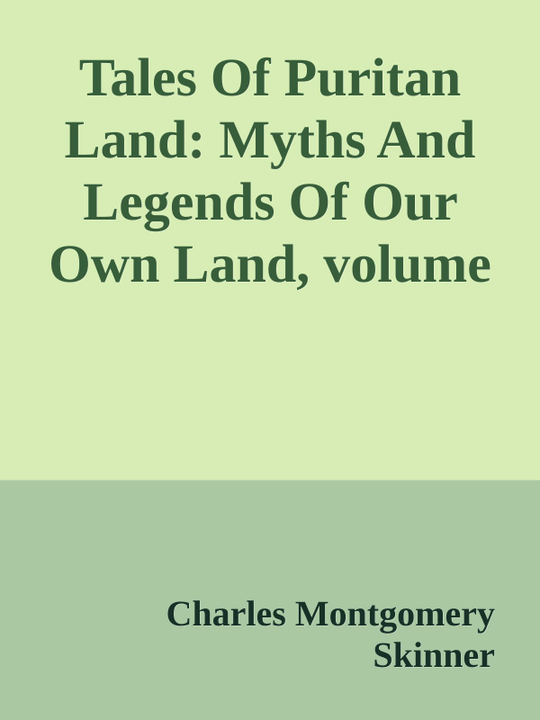 Tales Of Puritan
Land: Myths And
Legends Of Our
Own Land, volume
Charles Montgomery
Skinner